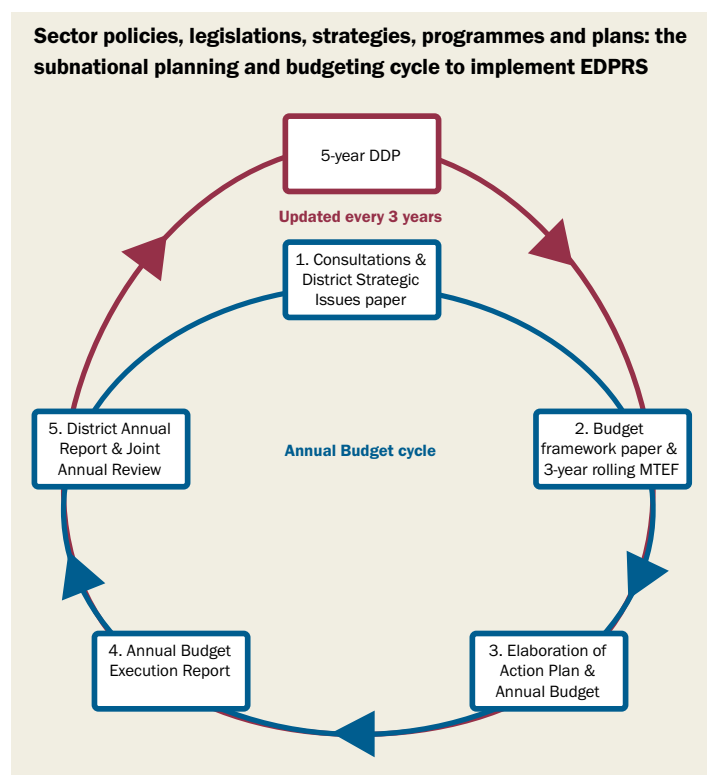 Sector policies, legislations, strategies, programmes and plans: the
subnational planning and budgeting cycle to implement EDPRS
5-year DDP
Updated every 3 years
1. Consultations &
District Strategic
Issues paper
5. District Annual
Report & Joint
Annual Review
Annual Budget cycle
2. Budget
framework paper &
3-year rolling MTEF
4. Annual Budget
Execution Report
3. Elaboration of
Action Plan &
Annual Budget